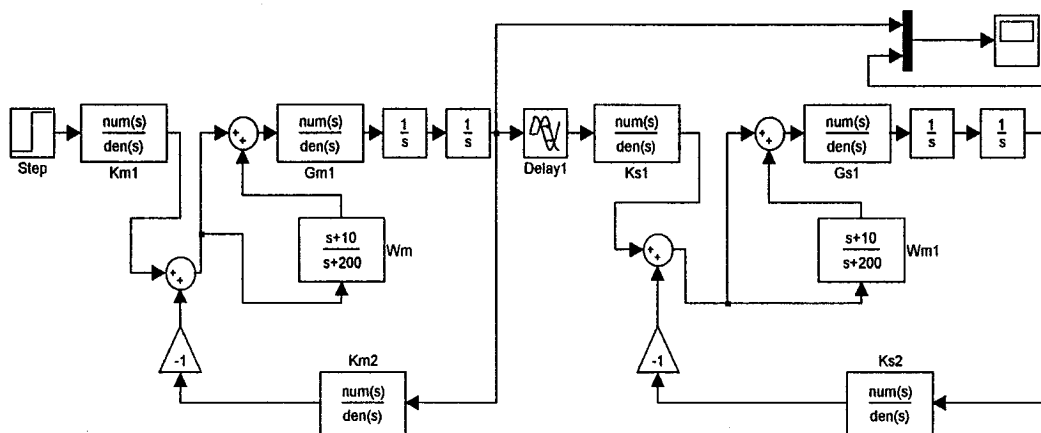 Step
num(s)
den(s)
Km1
+
+
num(s)
den(s)
Gm1
1
s
1
s
Delay1
num(s)
den(s)
Ks1
+
+
num(s)
den(s)
Gs1
1
s
1
s
s+10
s+200
Wm
s+10
s+200
Wm1
+
+
+
+
-1
-1
Km2
num(s)
den(s)
Ks2
num(s)
den(s)